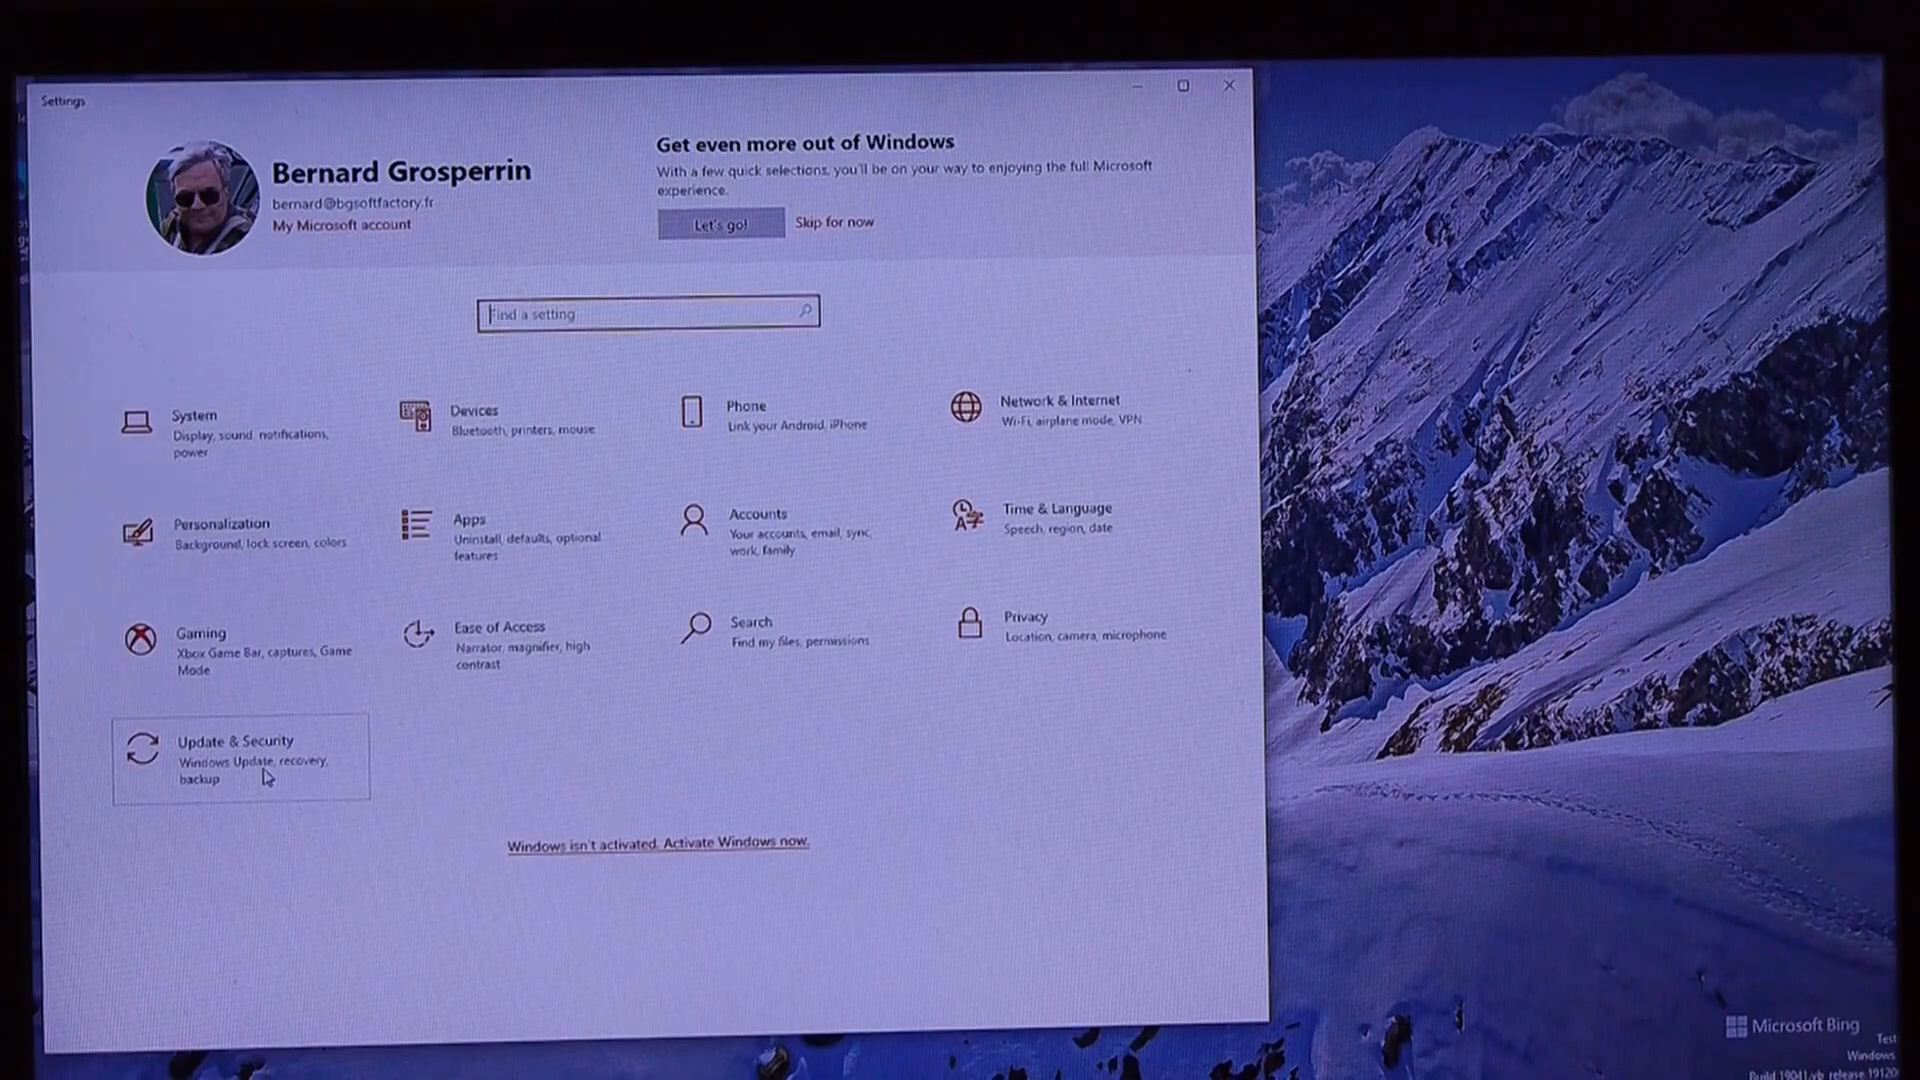 Settings
Bernard Grosperrin
bernard@bgsoftfactory.fr
My Microsoft account
Get even more out of Windows
With a few quick selections, you'll be on your way to enjoying the full Microsoft
experience.
Let's go!
Skip for now
Find a setting
System
Display, sound, notifications,
power
Devices
Bluetooth, printers, mouse
Phone
Link your Android, iPhone
Network & Internet
Wi-Fi, airplane mode, VPN
Personalization
Background, lock screen, colors
Apps
Uninstall, defaults, optional
features
Accounts
Your accounts, email, sync,
work, family
Time & Language
Speech, region, date
Gaming
Xbox Game Bar, captures, Game
Mode
Ease of Access
Narrator, magnifier, high
contrast
Search
Find my files, permissions
Privacy
Location, camera, microphone
Update & Security
Windows Update, recovery,
backup
Windows isn't activated. Activate Windows now.
Microsoft Bing
Test
Windows
Build 19041.vb_release.19120